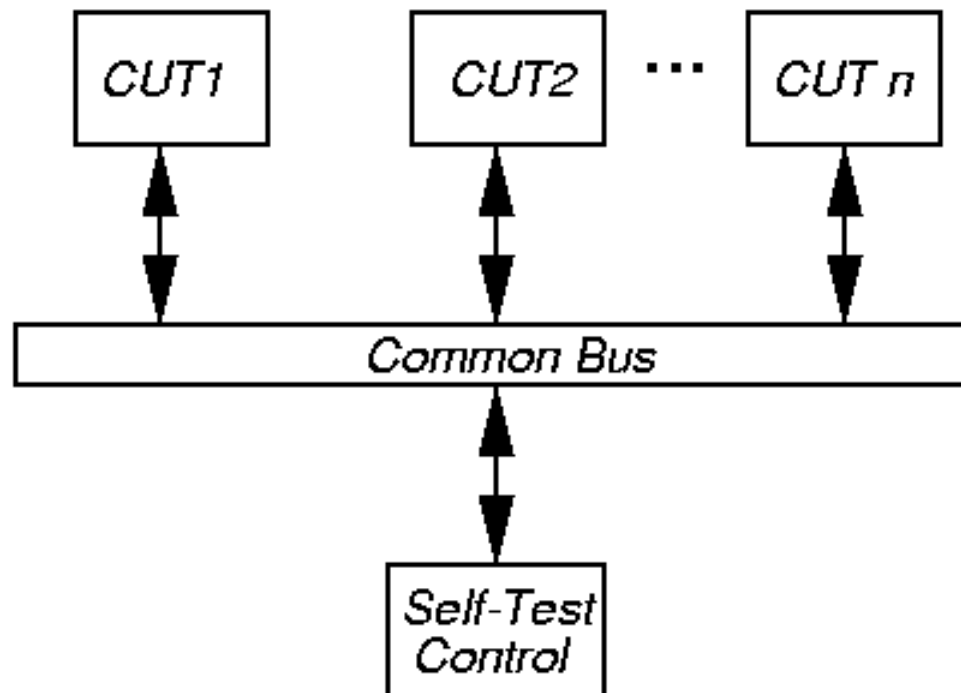 CUT1
CUT2
...
CUT n
Common Bus
Self-Test
Control